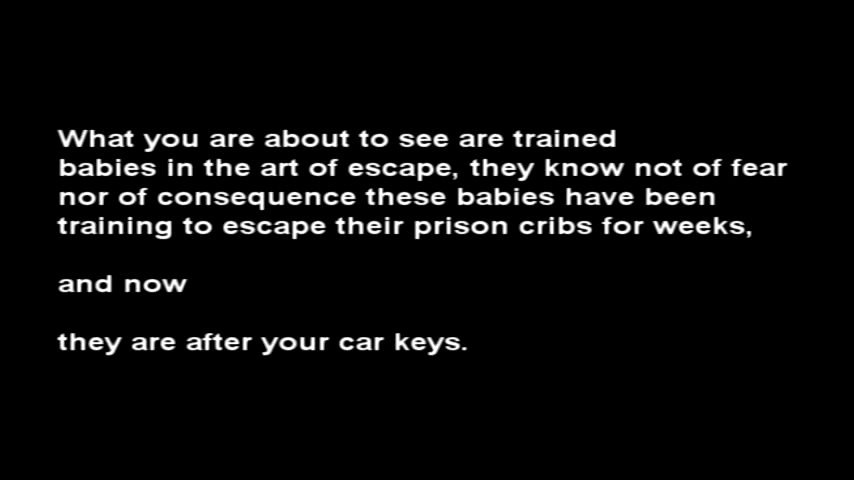 What you are about to see are trained
babies in the art of escape, they know not of fear
nor of consequence these babies have been
training to escape their prison cribs for weeks,
and now
they are after your car keys.